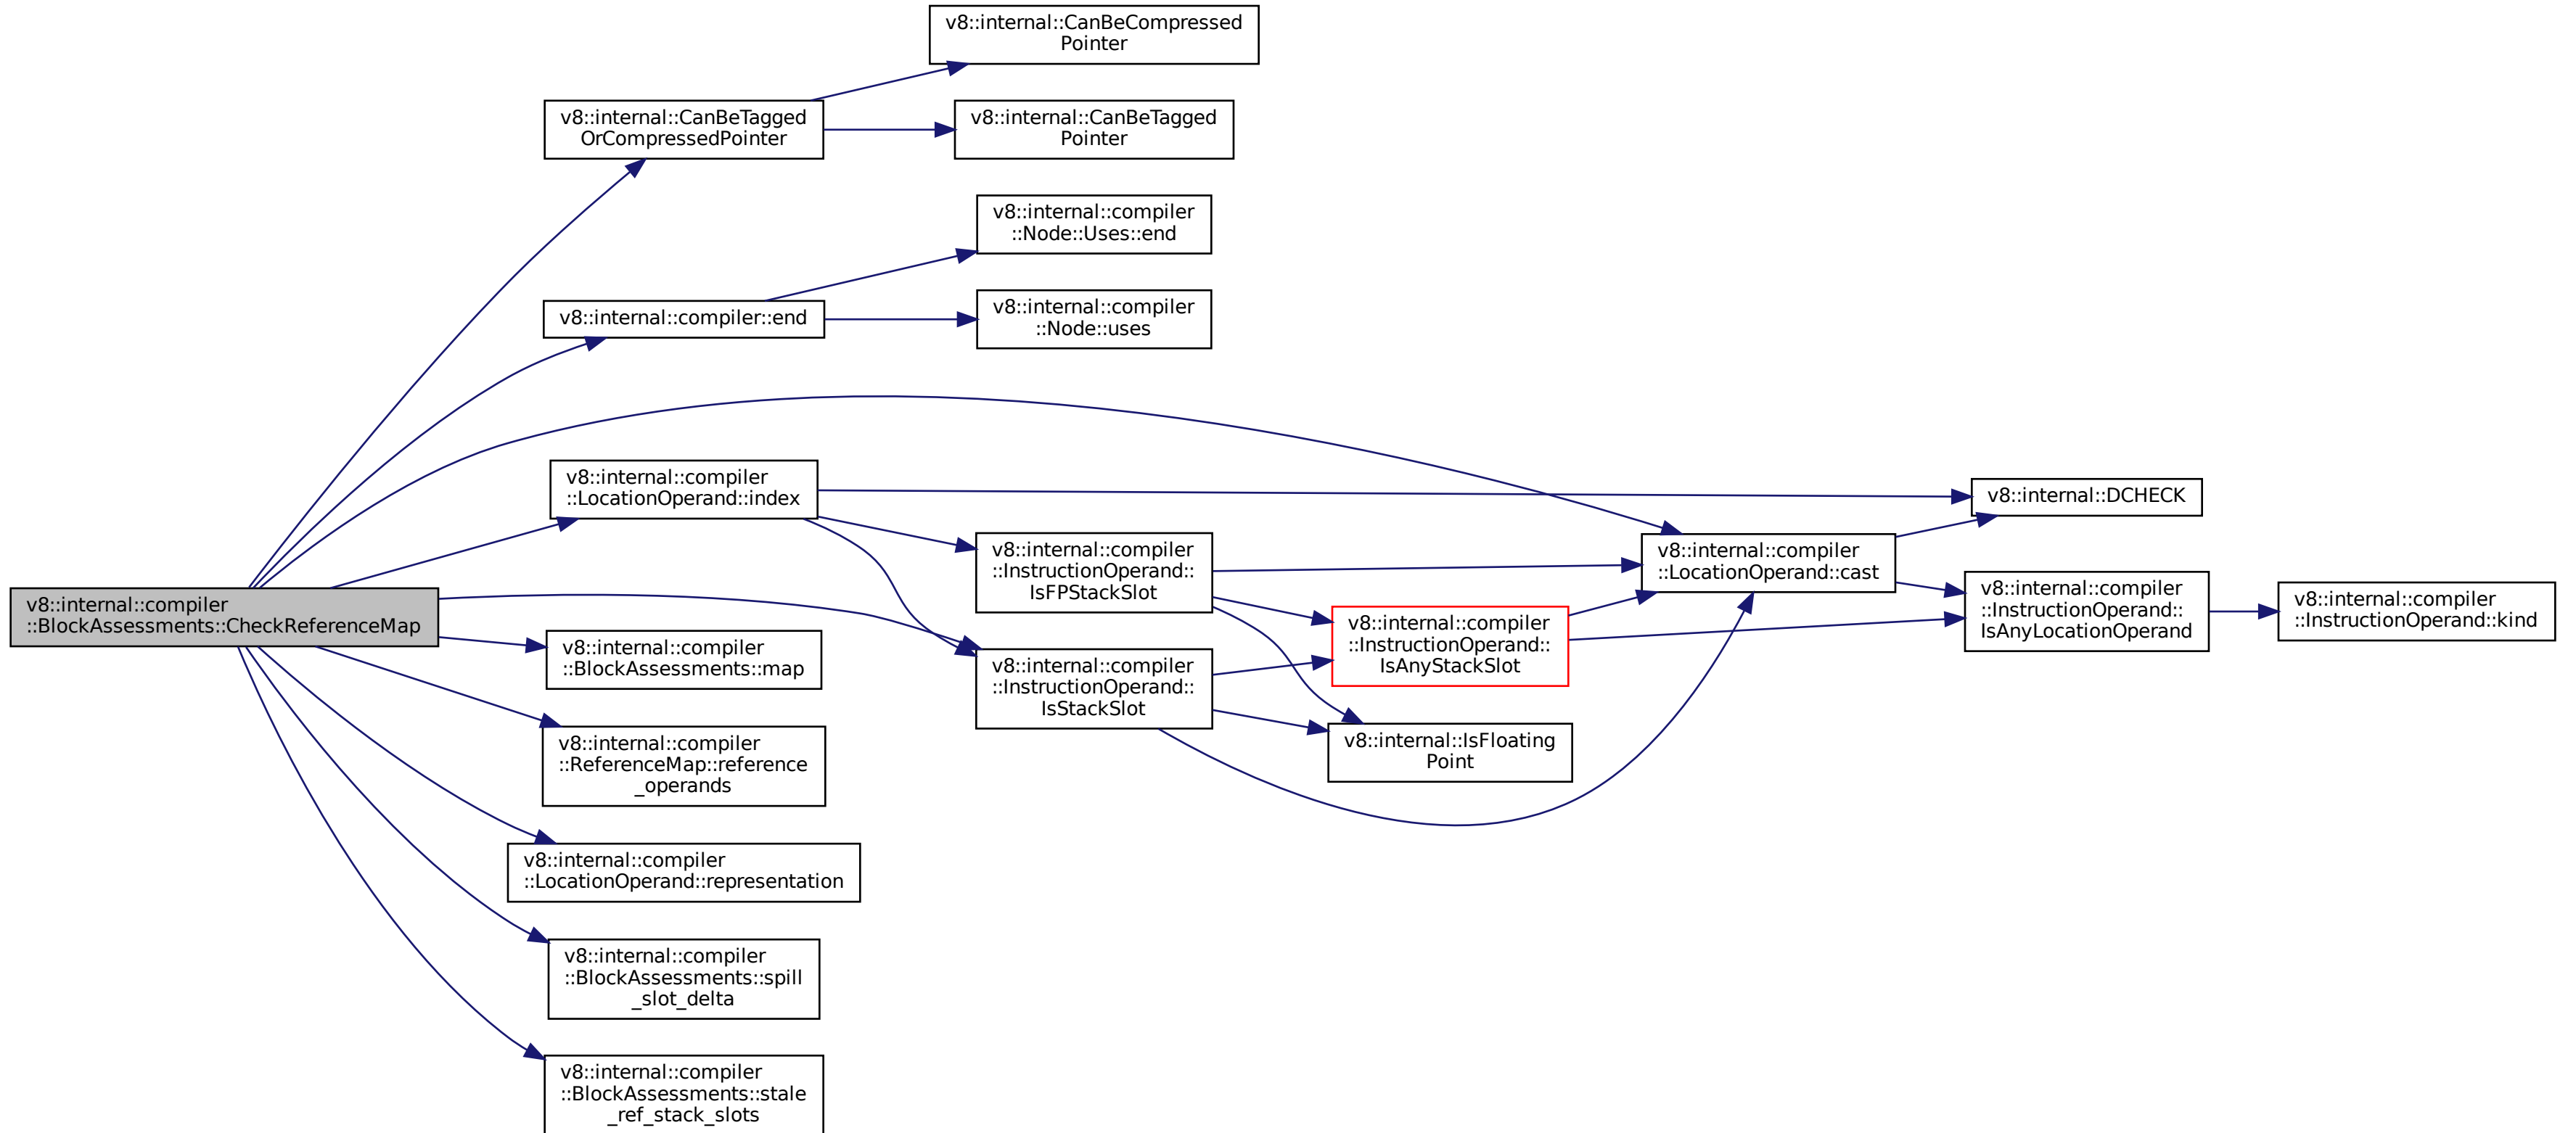 v8::internal::CanBeCompressed
Pointer
v8::internal::CanBeTagged
OrCompressedPointer
v8::internal::CanBeTagged
Pointer
v8::internal::compiler
::Node::Uses::end
v8::internal::compiler::end
v8::internal::compiler
::Node::uses
v8::internal::compiler
::LocationOperand::index
v8::internal::DCHECK
v8::internal::compiler
::InstructionOperand::
IsFPStackSlot
v8::internal::compiler
::LocationOperand::cast
v8::internal::compiler
::InstructionOperand::
IsAnyLocationOperand
v8::internal::compiler
::InstructionOperand::kind
v8::internal::compiler
::BlockAssessments::CheckReferenceMap
v8::internal::compiler
::InstructionOperand::
IsAnyStackSlot
v8::internal::compiler
::BlockAssessments::map
v8::internal::compiler
::InstructionOperand::
IsStackSlot
v8::internal::IsFloating
Point
v8::internal::compiler
::ReferenceMap::reference
_operands
v8::internal::compiler
::LocationOperand::representation
v8::internal::compiler
::BlockAssessments::spill
_slot_delta
v8::internal::compiler
::BlockAssessments::stale
_ref_stack_slots